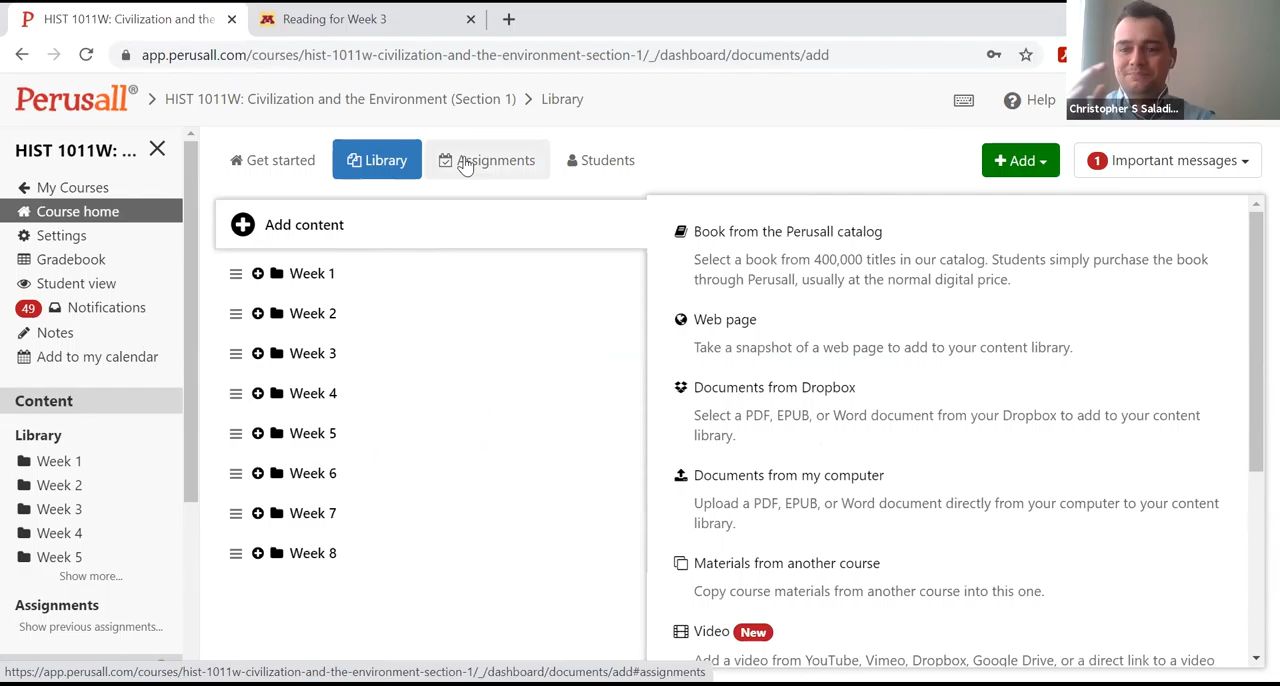 HIST 1011W: Civilization and the
Reading for Week 3
app.perusall.com/courses/hist-1011w-civilization-and-the-environment-section-1/_/dashboard/documents/add
Christopher S Saladi...
Perusall®
HIST 1011W: Civilization and the Environment (Section 1)
Library
Help
HIST 1011W: ...
My Courses
Course home
Settings
Gradebook
Student view
49 Notifications
Notes
Add to my calendar
Content
Library
Week 1
Week 2
Week 3
Week 4
Week 5
Show more...
Assignments
Show previous assignments...
Get started
Library
Assignments
Students
Add
1 Important messages
Add content
Week 1
Week 2
Week 3
Week 4
Week 5
Week 6
Week 7
Week 8
Book from the Perusall catalog
Select a book from 400,000 titles in our catalog. Students simply purchase the book
through Perusall, usually at the normal digital price.
Web page
Take a snapshot of a web page to add to your content library.
Documents from Dropbox
Select a PDF, EPUB, or Word document from your Dropbox to add to your content
library.
Documents from my computer
Upload a PDF, EPUB, or Word document directly from your computer to your content
library.
Materials from another course
Copy course materials from another course into this one.
Video New
Add a video from YouTube, Vimeo, Dropbox, Google Drive, or a direct link to a video
https://app.perusall.com/courses/hist-1011w-civilization-and-the-environment-section-1/_/dashboard/documents/add#assignments